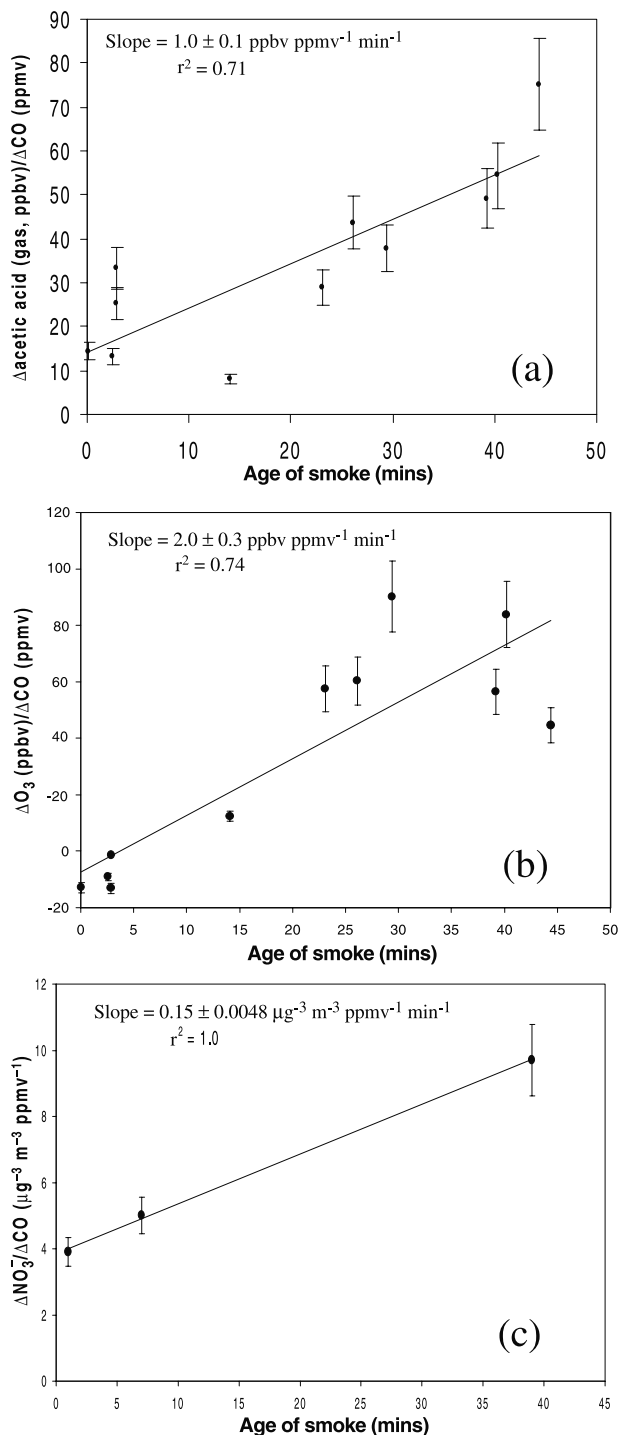 Slope = 1.0 ± 0.1 ppbv ppmv⁻¹ min⁻¹
r² = 0.71
90
80
70
60
50
40
30
20
10
0
Δacetic acid (gas, ppbv)/ΔCO (ppmv)
(a)
0 10 20 30 40 50
Age of smoke (mins)
Slope = 2.0 ± 0.3 ppbv ppmv⁻¹ min⁻¹
r² = 0.74
120
100
80
60
40
-20
0
-20
ΔO₃ (ppbv)/ΔCO (ppmv)
(b)
0 5 10 15 20 25 30 35 40 45 50
Age of smoke (mins)
Slope = 0.15 ± 0.0048 µg⁻³ m⁻³ ppmv⁻¹ min⁻¹
r² = 1.0
12
10
8
6
4
2
0
ΔNO₃⁻/ΔCO (µg⁻³ m⁻³ ppmv⁻¹)
(c)
0 5 10 15 20 25 30 35 40 45
Age of smoke (mins)